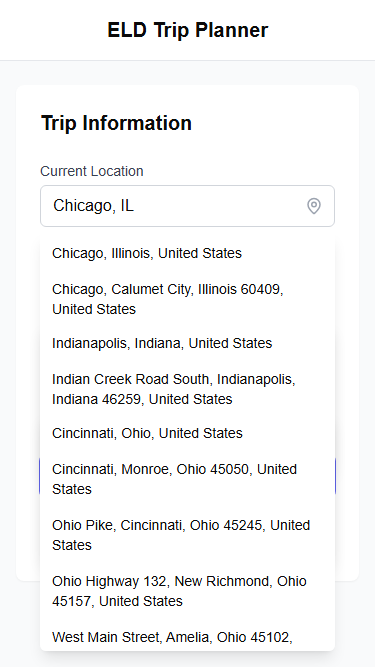 ELD Trip Planner
Trip Information
Current Location
Chicago, IL
Chicago, Illinois, United States
Chicago, Calumet City, Illinois 60409,
United States
Indianapolis, Indiana, United States
Indian Creek Road South, Indianapolis,
Indiana 46259, United States
Cincinnati, Ohio, United States
Cincinnati, Monroe, Ohio 45050, United
States
Ohio Pike, Cincinnati, Ohio 45245, United
States
Ohio Highway 132, New Richmond, Ohio
45157, United States
West Main Street, Amelia, Ohio 45102,